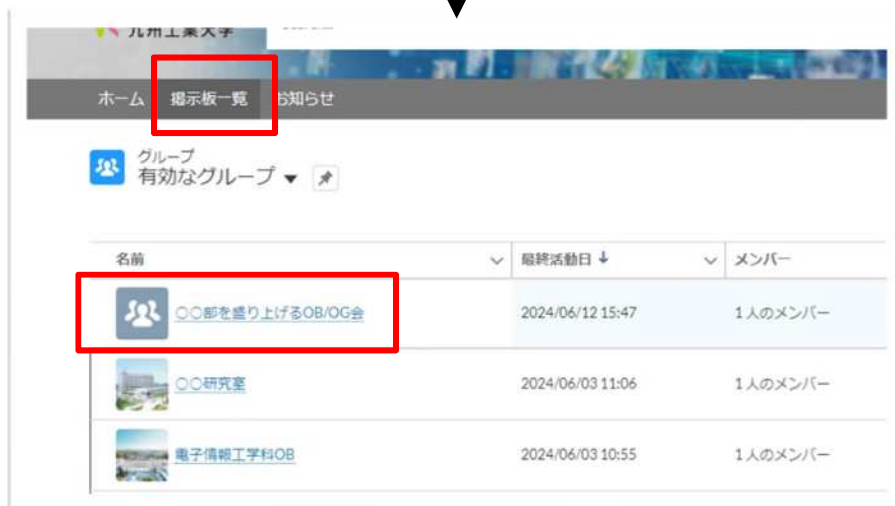 九州工業大学
ホーム 掲示板一覧 お知らせ
グループ
有効なグループ
名前 最終活動日 メンバー
〇〇部を盛り上げるOB/OG会 2024/06/12 15:47 1人のメンバー
〇〇研究室 2024/06/03 11:06 1人のメンバー
電子情報工学科OB 2024/06/03 10:55 1人のメンバー